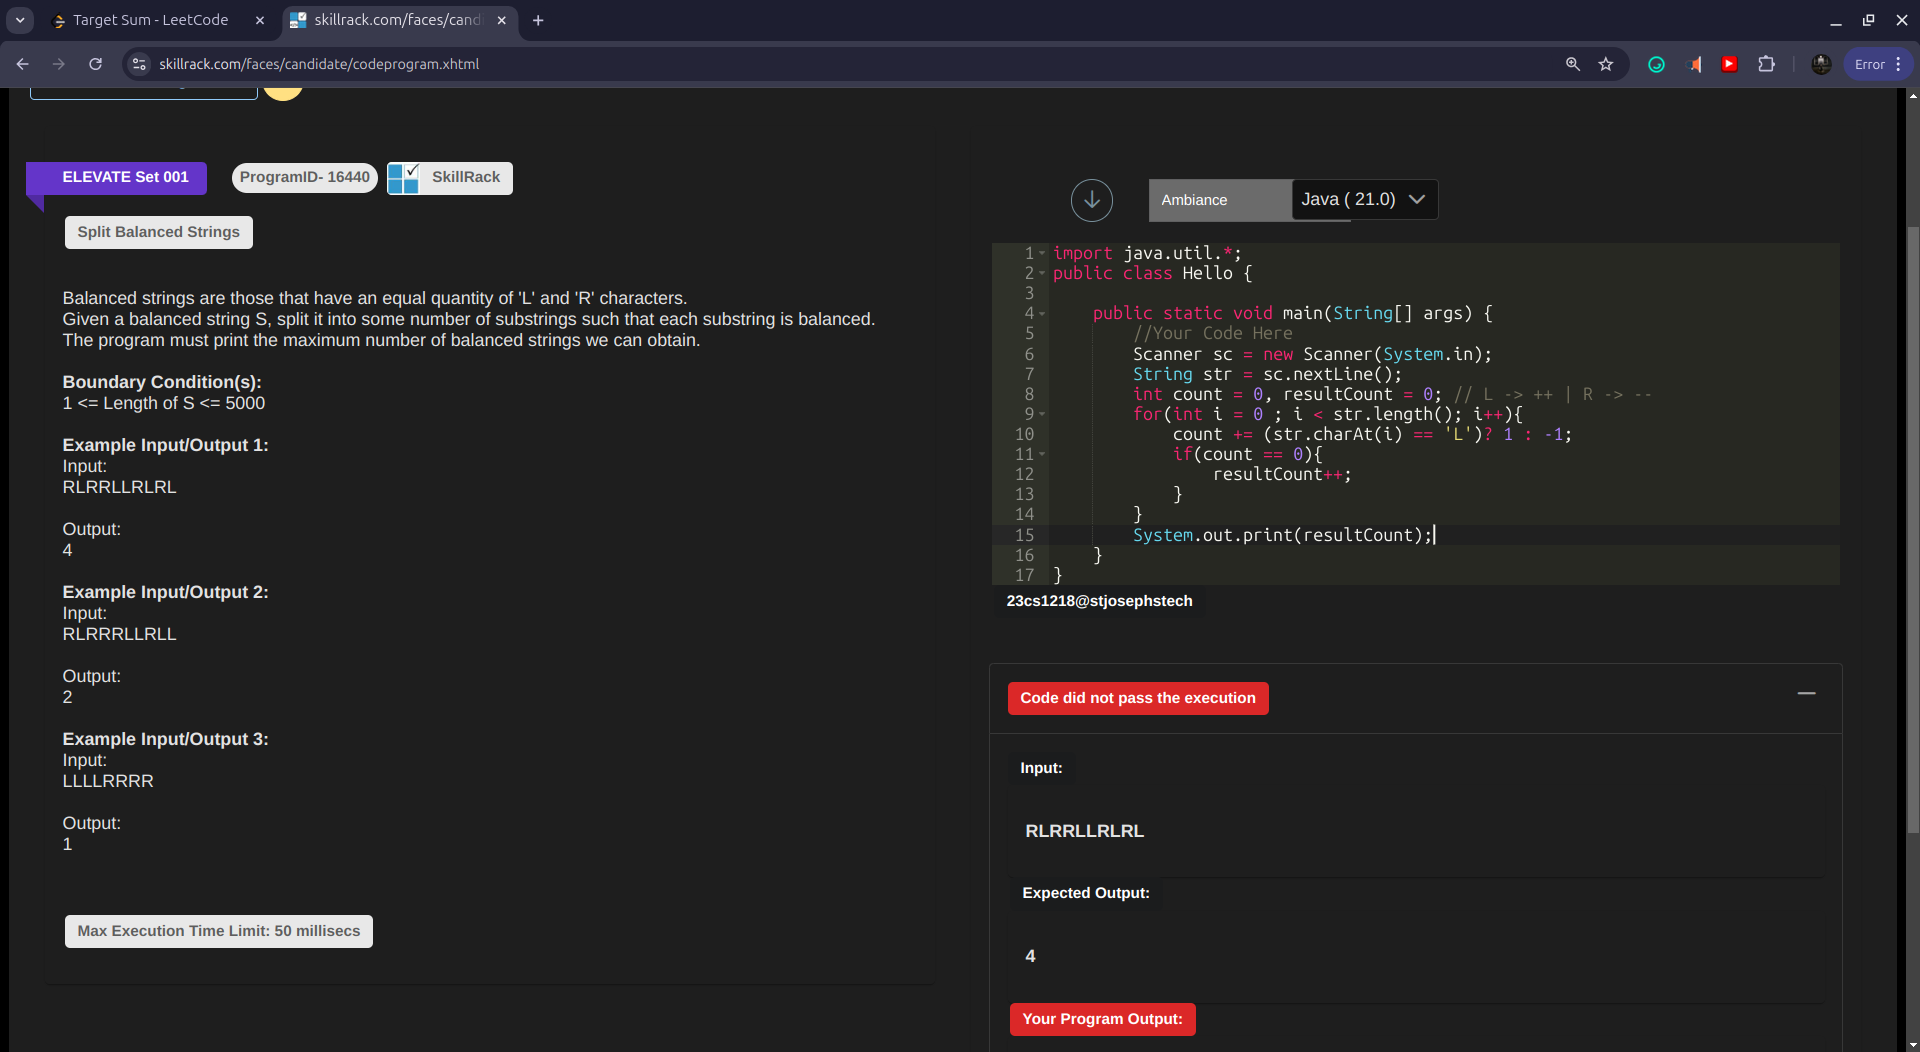 Target Sum - LeetCode
skillrack.com/faces/cand
skillrack.com/faces/candidate/codeprogram.xhtml
Error
ELEVATE Set 001
ProgramID- 16440
SkillRack
Split Balanced Strings
Balanced strings are those that have an equal quantity of 'L' and 'R' characters.
Given a balanced string S, split it into some number of substrings such that each substring is balanced.
The program must print the maximum number of balanced strings we can obtain.
Boundary Condition(s):
1 <= Length of S <= 5000
Example Input/Output 1:
Input:
RLRRLLRLRL
Output:
4
Example Input/Output 2:
Input:
RLRRRLLRLL
Output:
2
Example Input/Output 3:
Input:
LLLLRRRR
Output:
1
Max Execution Time Limit: 50 millisecs
Ambiance
Java ( 21.0)
1 import java.util.*;
2 public class Hello {
3
4     public static void main(String[] args) {
5         //Your Code Here
6         Scanner sc = new Scanner(System.in);
7         String str = sc.nextLine();
8         int count = 0, resultCount = 0; // L -> ++ | R -> --
9         for(int i = 0 ; i < str.length(); i++){
10             count += (str.charAt(i) == 'L')? 1 : -1;
11             if(count == 0){
12                 resultCount++;
13             }
14         }
15         System.out.print(resultCount);
16     }
17 }
23cs1218@stjosephstech
Code did not pass the execution
Input:
RLRRLLRLRL
Expected Output:
4
Your Program Output: